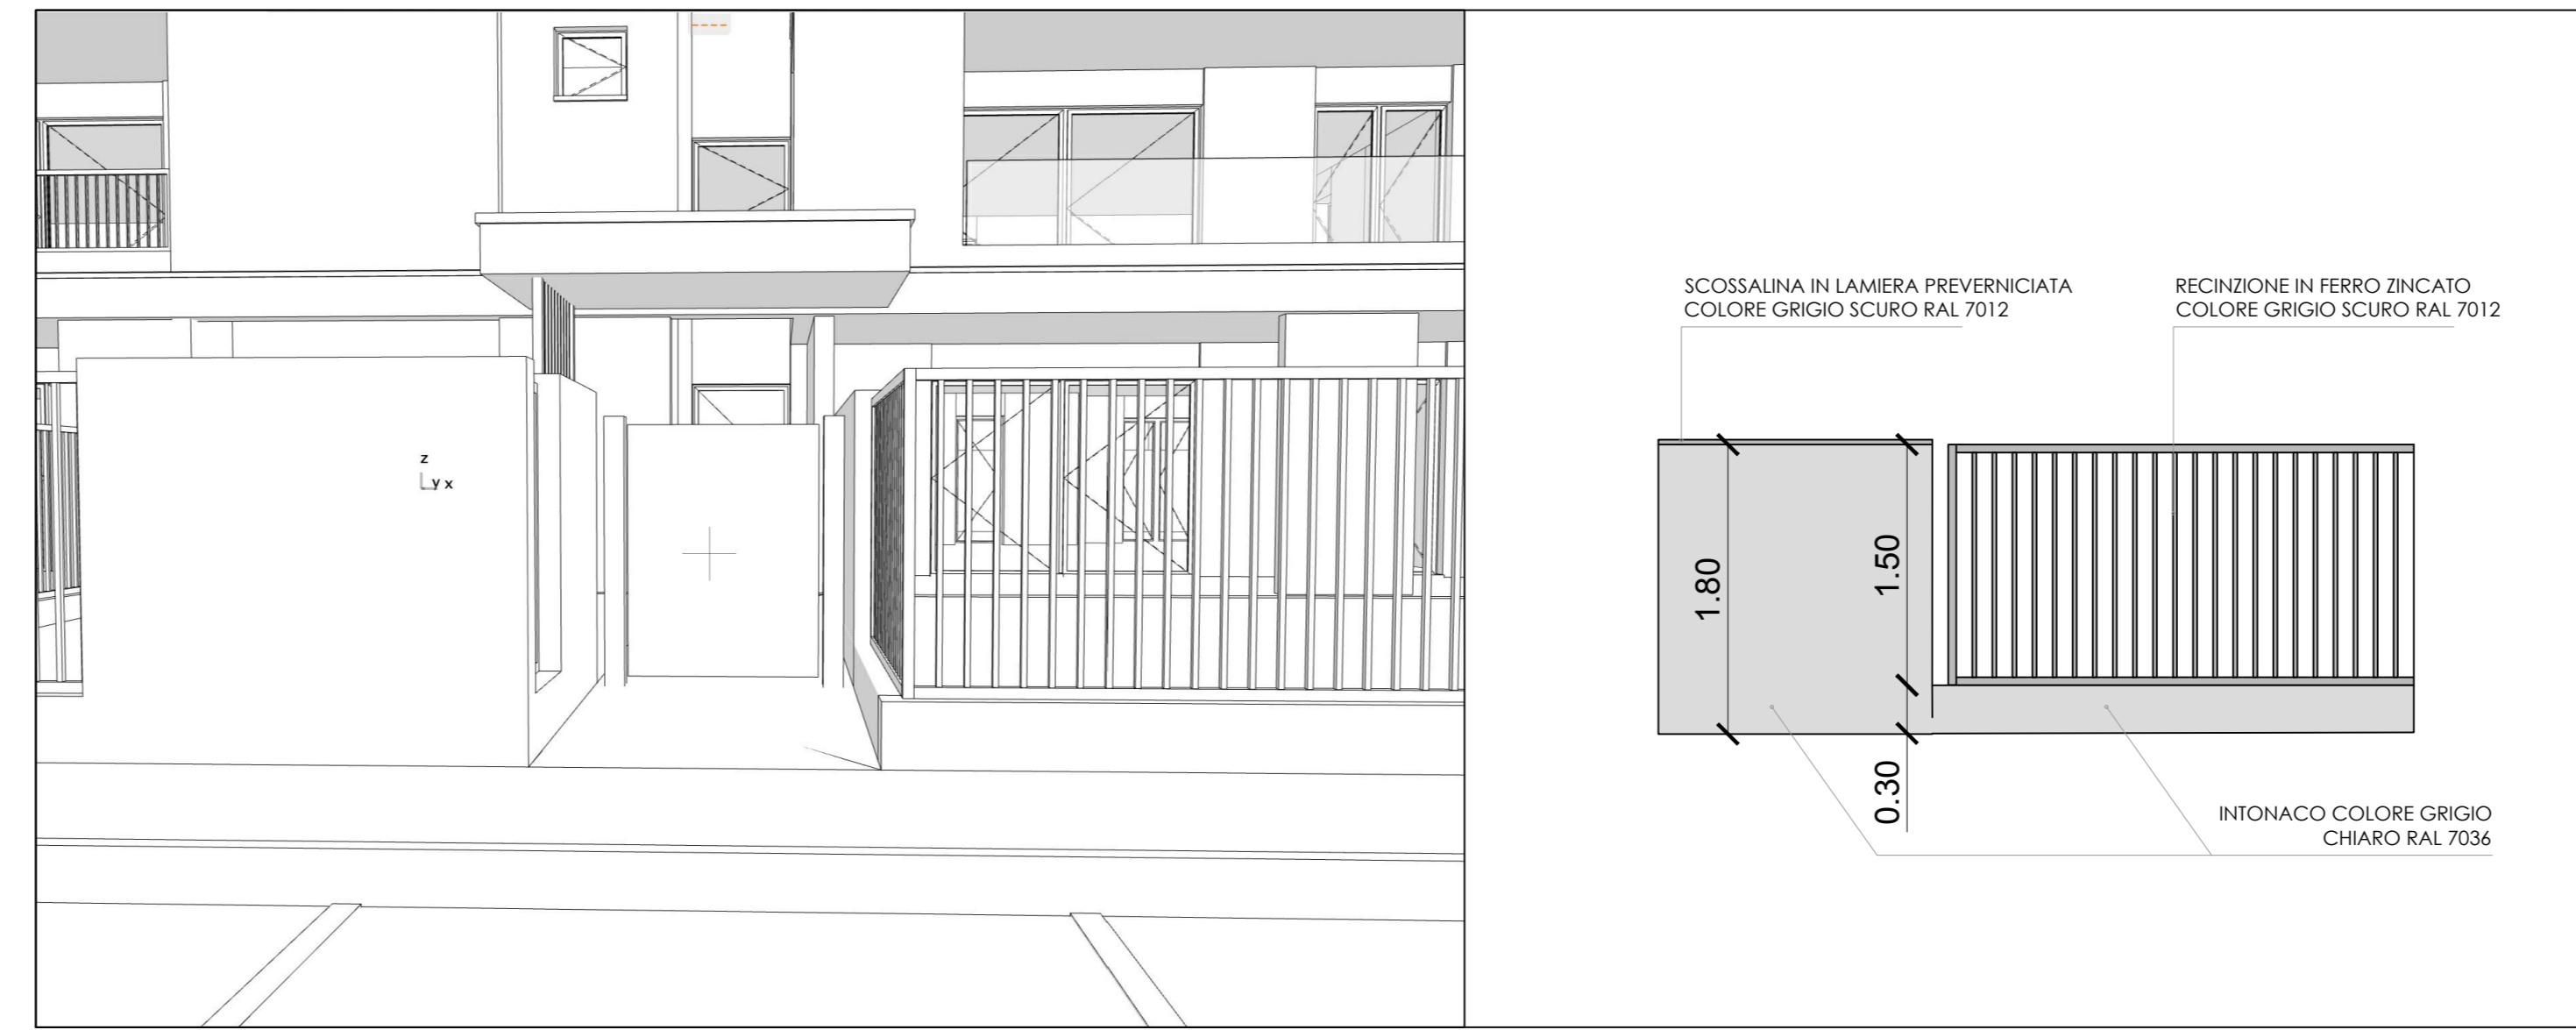 z
y x
SCOSSALINA IN LAMIERA PREVERNICIATA
COLORE GRIGIO SCURO RAL 7012
RECINZIONE IN FERRO ZINCATO
COLORE GRIGIO SCURO RAL 7012
1.80
1.50
0.30
INTONACO COLORE GRIGIO
CHIARO RAL 7036